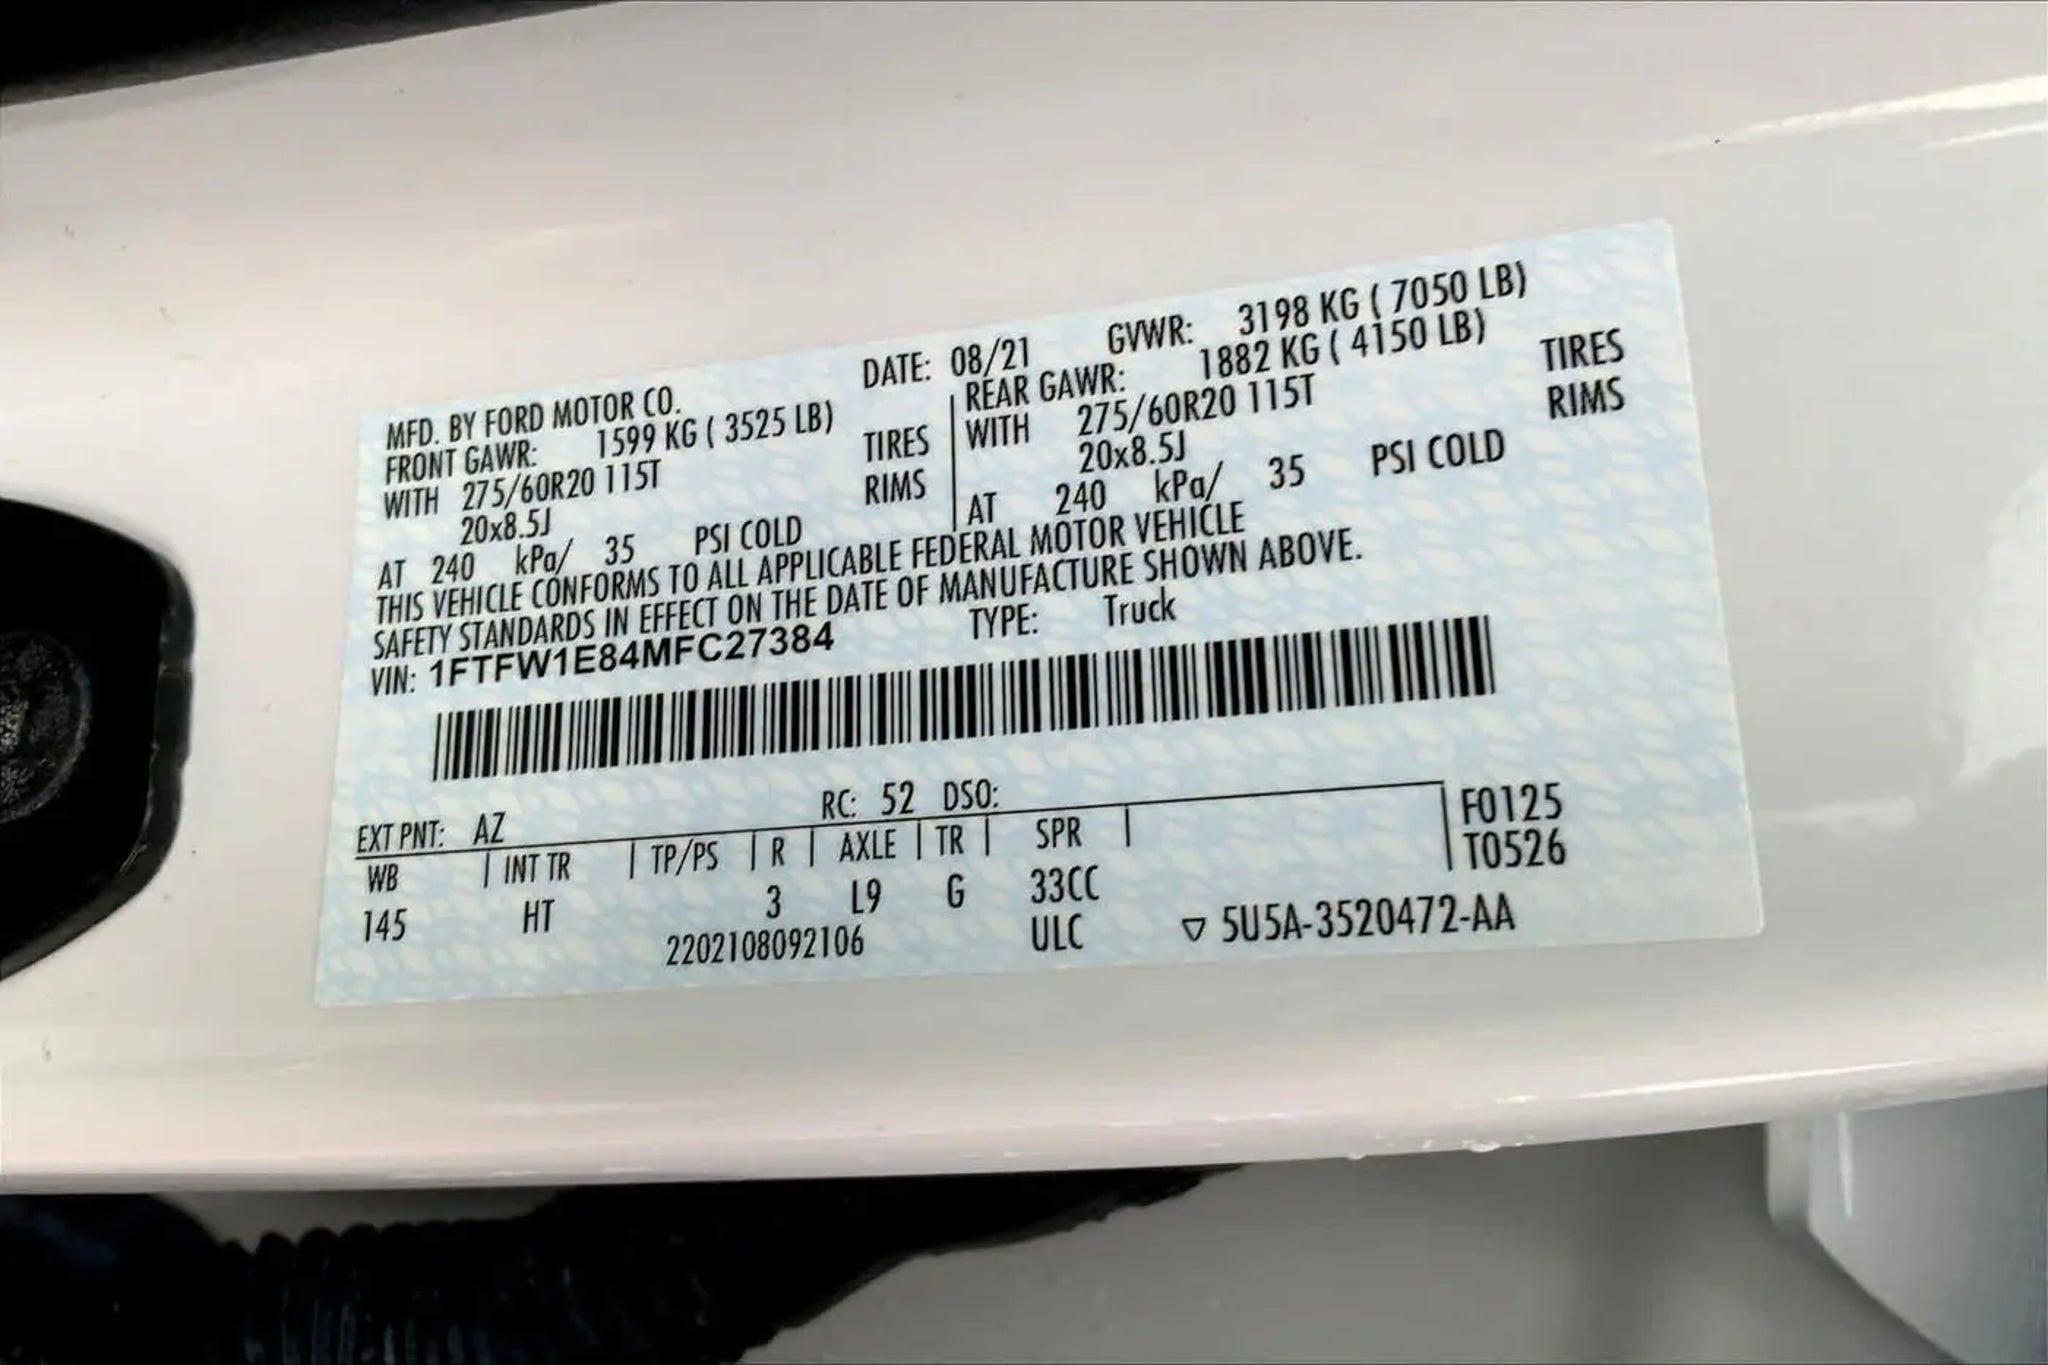 MFD. BY FORD MOTOR CO. DATE: 08/21 GVWR: 3198 KG ( 7050 LB)
FRONT GAWR: 1599 KG ( 3525 LB) REAR GAWR: 1882 KG ( 4150 LB)
WITH 275/60R20 115T TIRES WITH 275/60R20 115T TIRES
20x8.5J RIMS 20x8.5J RIMS
AT 240 kPa/ 35 PSI COLD AT 240 kPa/ 35 PSI COLD
THIS VEHICLE CONFORMS TO ALL APPLICABLE FEDERAL MOTOR VEHICLE
SAFETY STANDARDS IN EFFECT ON THE DATE OF MANUFACTURE SHOWN ABOVE.
VIN: 1FTFW1E84MFC27384 TYPE: Truck
EXT PNT: AZ RC: 52 DSO: F0125
WB INT TR TP/PS R AXLE TR SPR T0526
145 HT 3 L9 G 33CC
2202108092106 ULC ▽ 5U5A-3520472-AA